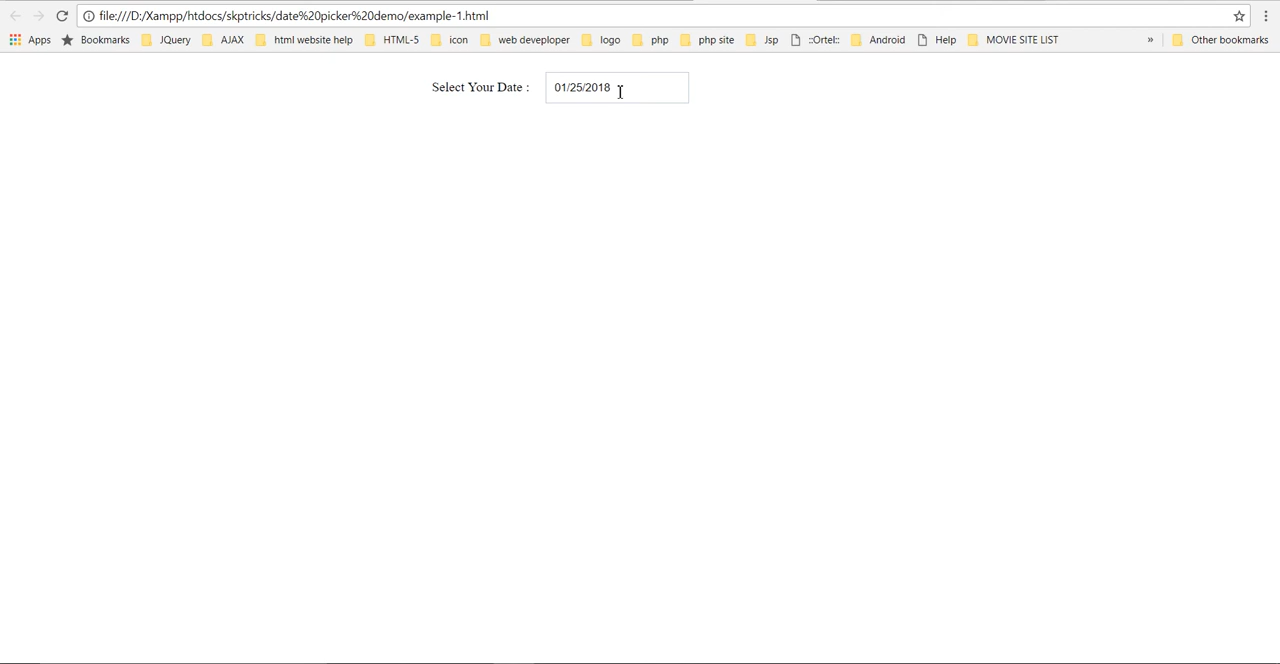 file:///D:/Xampp/htdocs/skptricks/date%20picker%20demo/example-1.html
Apps Bookmarks JQuery AJAX html website help HTML-5 icon web deveploper logo php php site Jsp ::Ortel:: Android Help MOVIE SITE LIST » Other bookmarks
Select Your Date : 01/25/2018